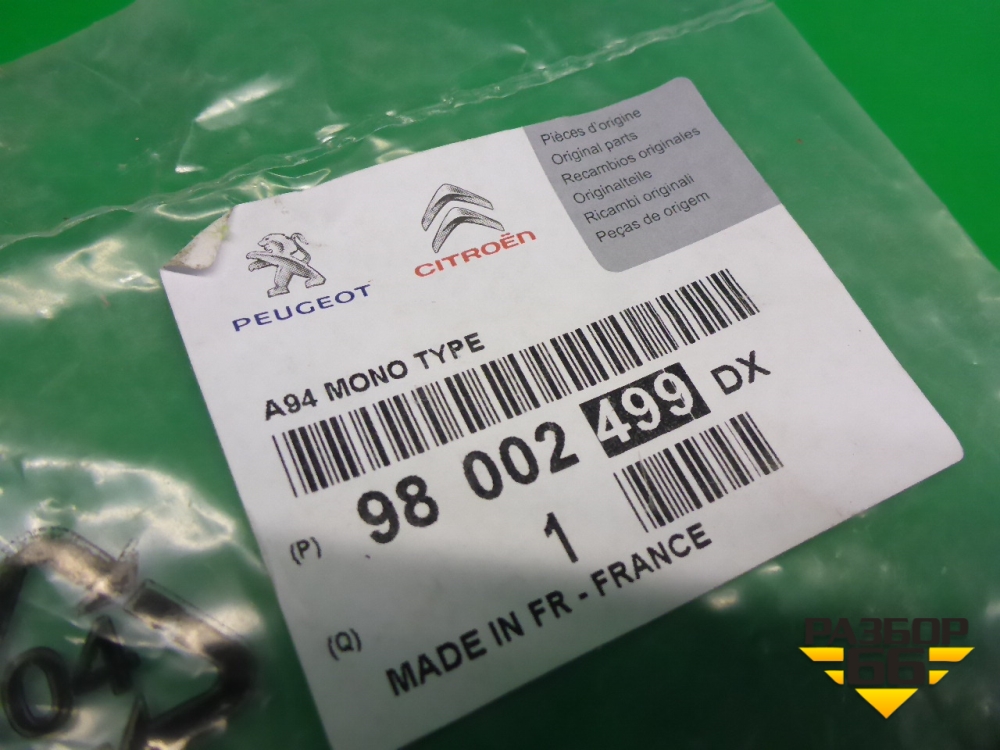 Pièces d'origine
Original parts
Recambios originales
Originalteile
Ricambi originali
Peças de origem
PEUGEOT
CITROËN
A94 MONO TYPE
(P) 98 002 499 DX
(Q) 1
MADE IN FR - FRANCE
04
РАЗБОР
66